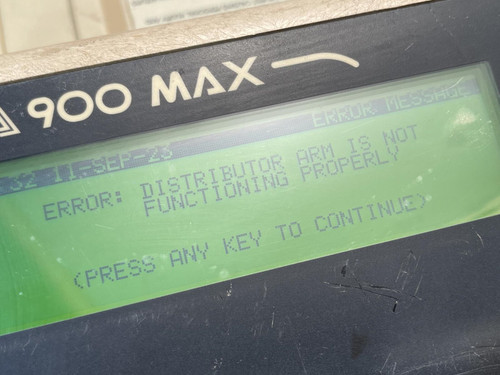 900 MAX
32 11-SEP-23 ERROR MESSAGE
ERROR: DISTRIBUTOR ARM IS NOT
FUNCTIONING PROPERLY
<PRESS ANY KEY TO CONTINUE>